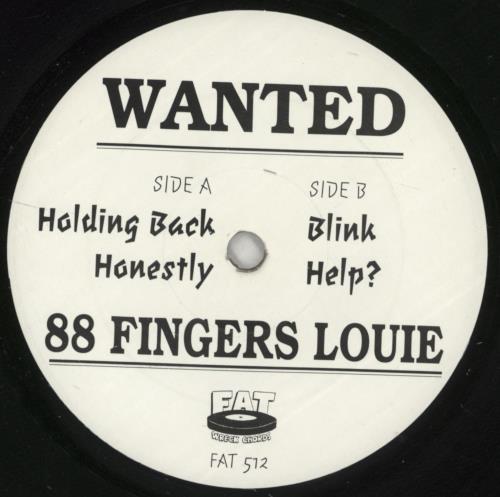 WANTED
SIDE A
Holding Back
Honestly
SIDE B
Blink
Help?
88 FINGERS LOUIE
FAT
WRECK CHORDS
FAT 512